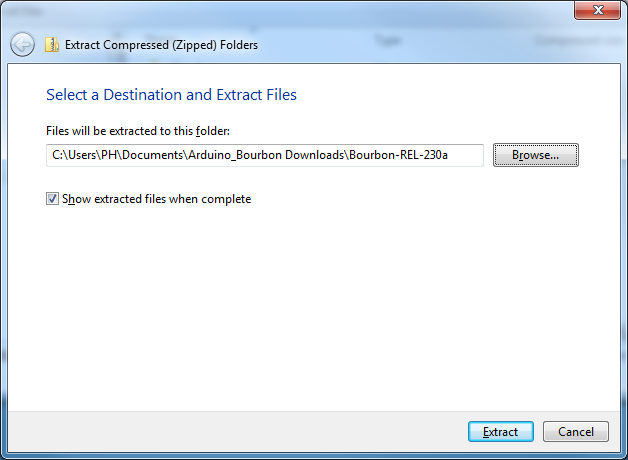 Extract Compressed (Zipped) Folders
Select a Destination and Extract Files
Files will be extracted to this folder:
C:\Users\PH\Documents\Arduino_Bourbon Downloads\Bourbon-REL-230a
Browse...
Show extracted files when complete
Extract
Cancel